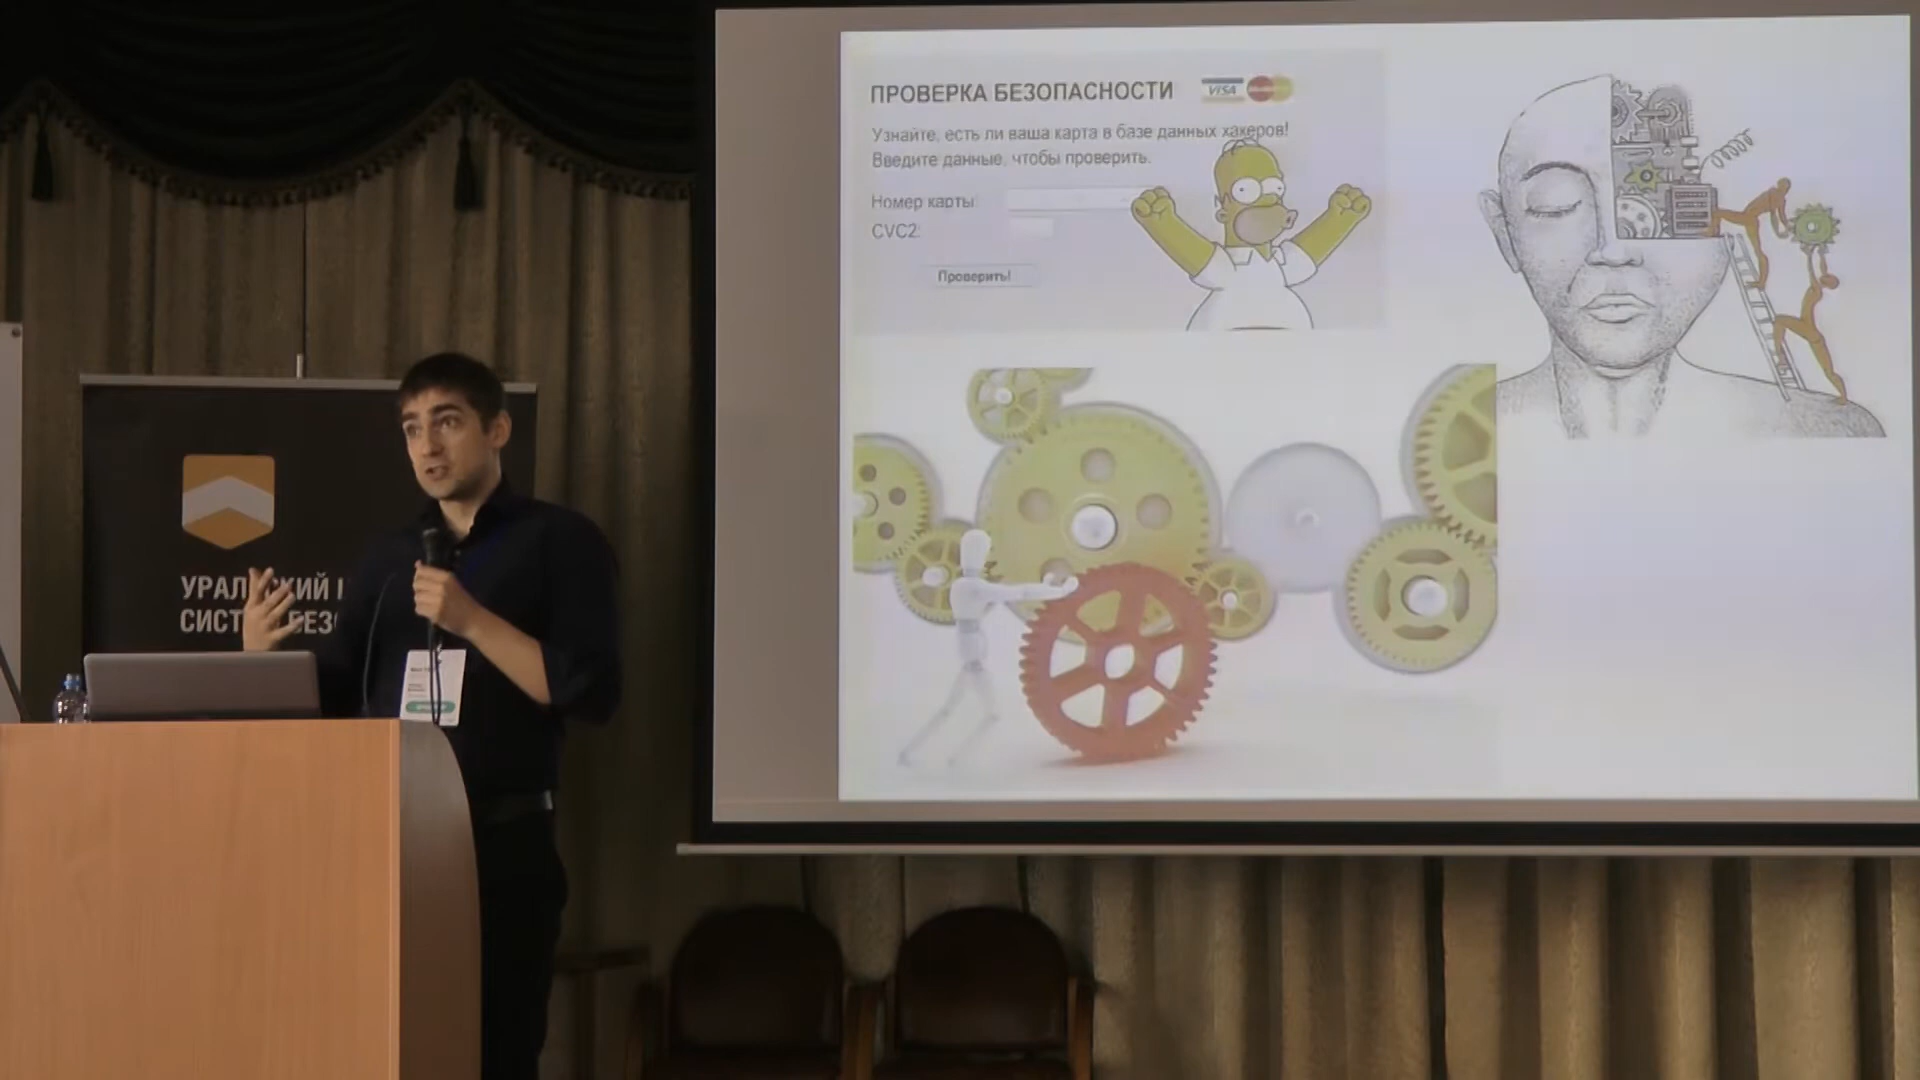 ПРОВЕРКА БЕЗОПАСНОСТИ
VISA
Узнайте, есть ли ваша карта в базе данных хакеров!
Введите данные, чтобы проверить.
Номер карты:
CVC2:
Проверить!
УРАЛЬСКИЙ
СИСТ